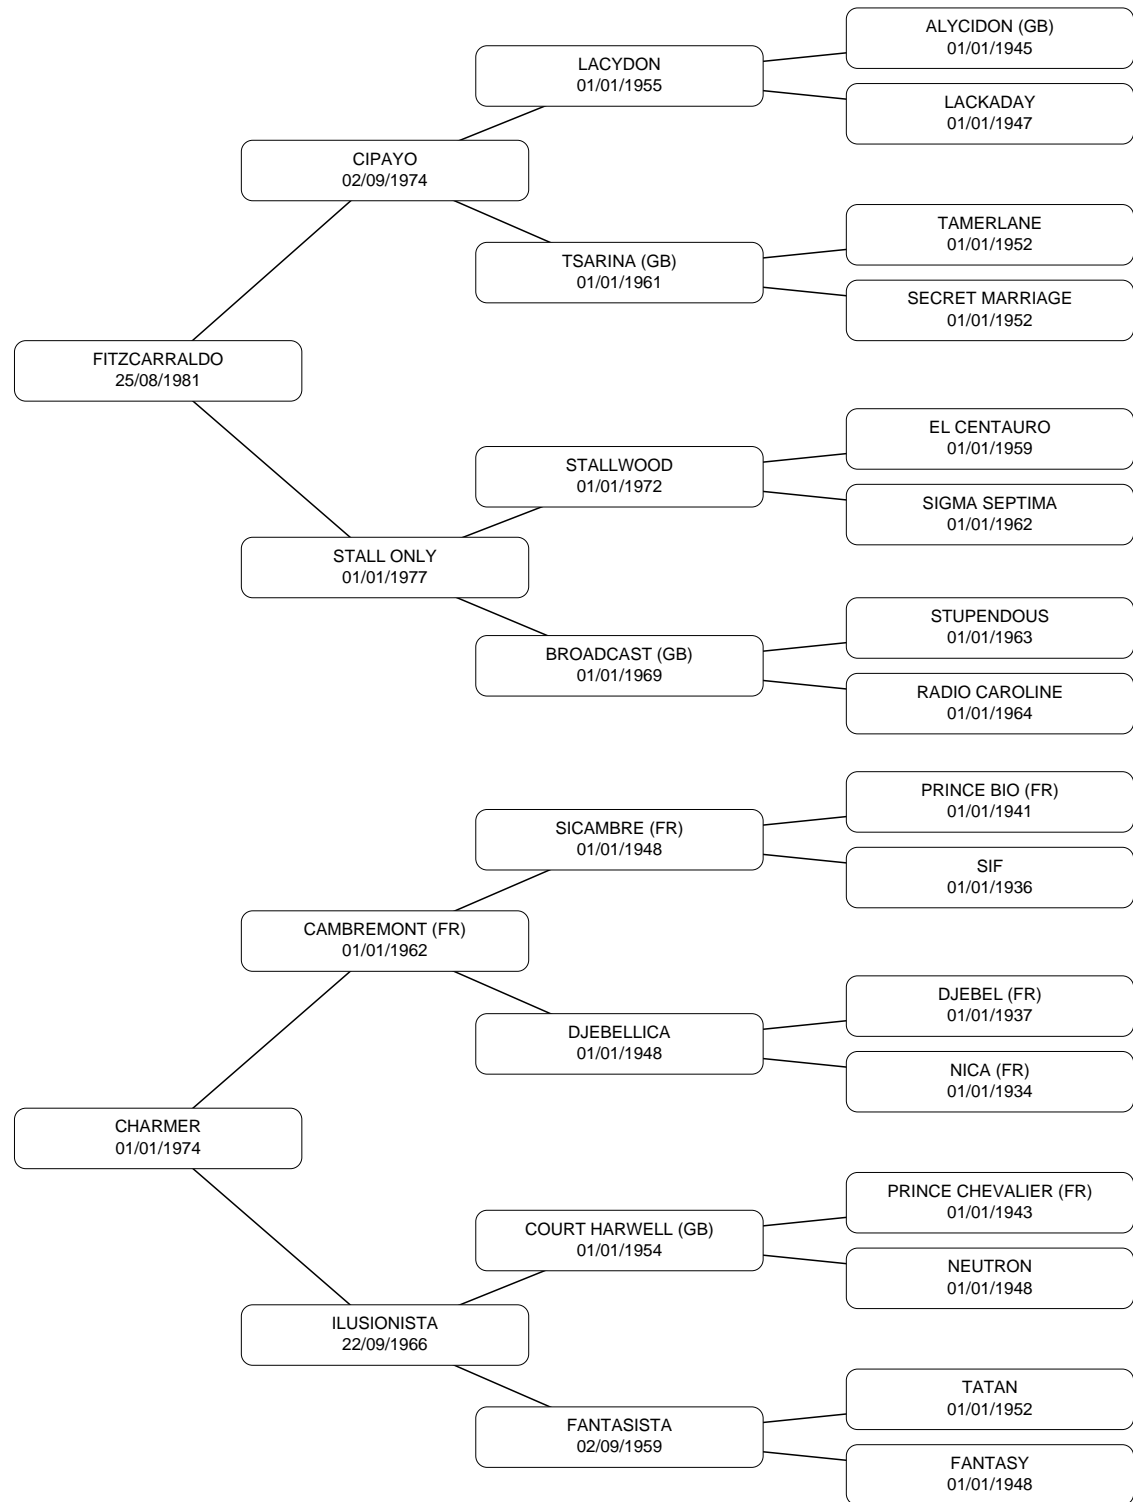 ALYCIDON (GB)
01/01/1945
LACYDON
01/01/1955
LACKADAY
01/01/1947
CIPAYO
02/09/1974
TAMERLANE
01/01/1952
TSARINA (GB)
01/01/1961
SECRET MARRIAGE
01/01/1952
FITZCARRALDO
25/08/1981
EL CENTAURO
01/01/1959
STALLWOOD
01/01/1972
SIGMA SEPTIMA
01/01/1962
STALL ONLY
01/01/1977
STUPENDOUS
01/01/1963
BROADCAST (GB)
01/01/1969
RADIO CAROLINE
01/01/1964
PRINCE BIO (FR)
01/01/1941
SICAMBRE (FR)
01/01/1948
SIF
01/01/1936
CAMBREMONT (FR)
01/01/1962
DJEBEL (FR)
01/01/1937
DJEBELLICA
01/01/1948
NICA (FR)
01/01/1934
CHARMER
01/01/1974
PRINCE CHEVALIER (FR)
01/01/1943
COURT HARWELL (GB)
01/01/1954
NEUTRON
01/01/1948
ILUSIONISTA
22/09/1966
TATAN
01/01/1952
FANTASISTA
02/09/1959
FANTASY
01/01/1948